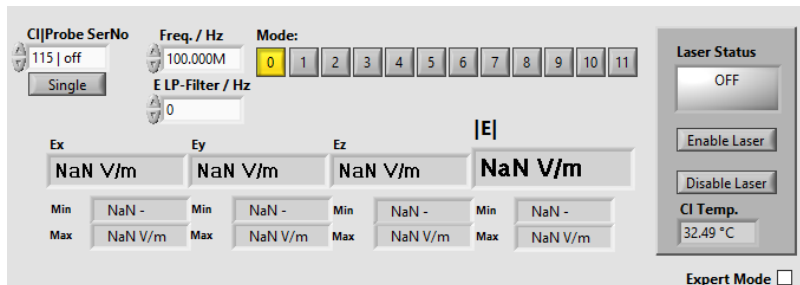 CI|Probe SerNo Freq. / Hz Mode:
115 | off 100.000M 0 1 2 3 4 5 6 7 8 9 10 11
Single E LP-Filter / Hz
0
Ex Ey Ez |E|
NaN V/m NaN V/m NaN V/m NaN V/m
Min NaN - Min NaN - Min NaN - Min NaN -
Max NaN V/m Max NaN V/m Max NaN V/m Max NaN V/m
Laser Status
OFF
Enable Laser
Disable Laser
CI Temp.
32.49 °C
Expert Mode